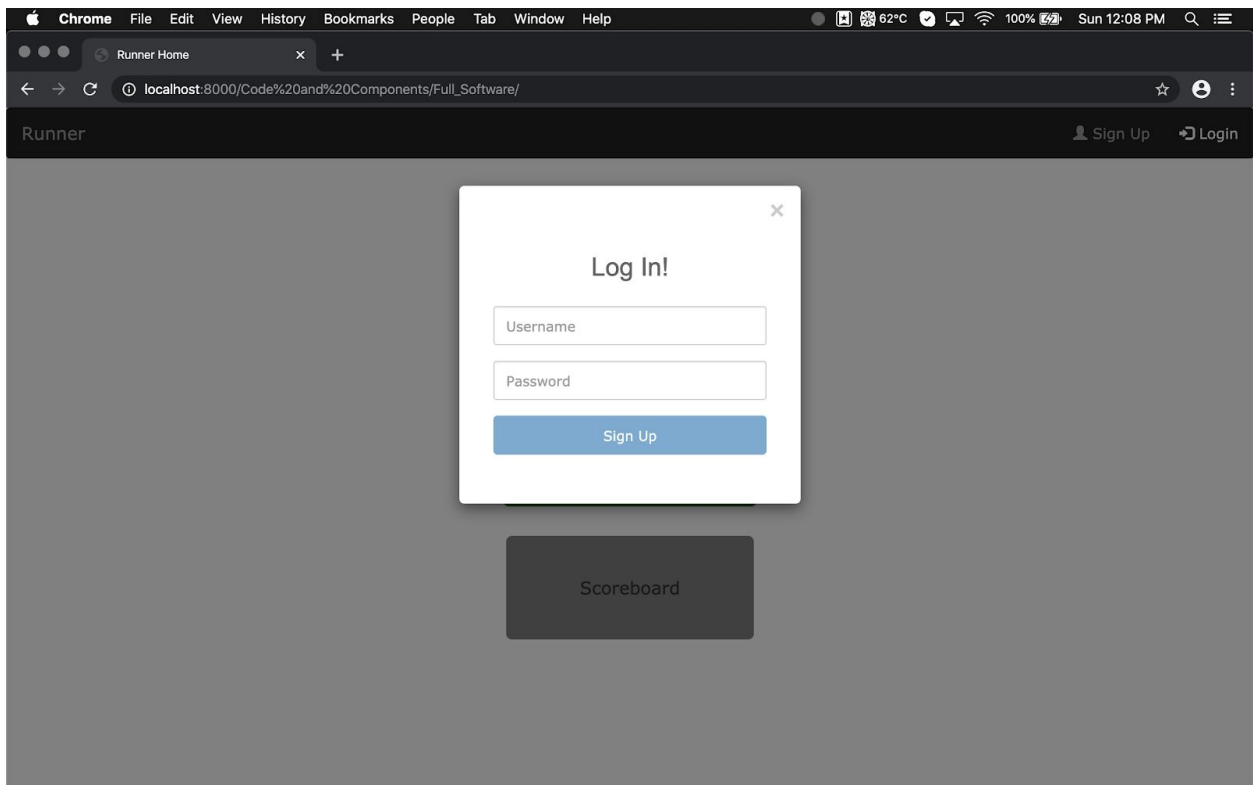 Chrome File Edit View History Bookmarks People Tab Window Help 62°C 100% Sun 12:08 PM
Runner Home
localhost:8000/Code%20and%20Components/Full_Software/
Runner Sign Up Login
Log In!
Username
Password
Sign Up
Scoreboard